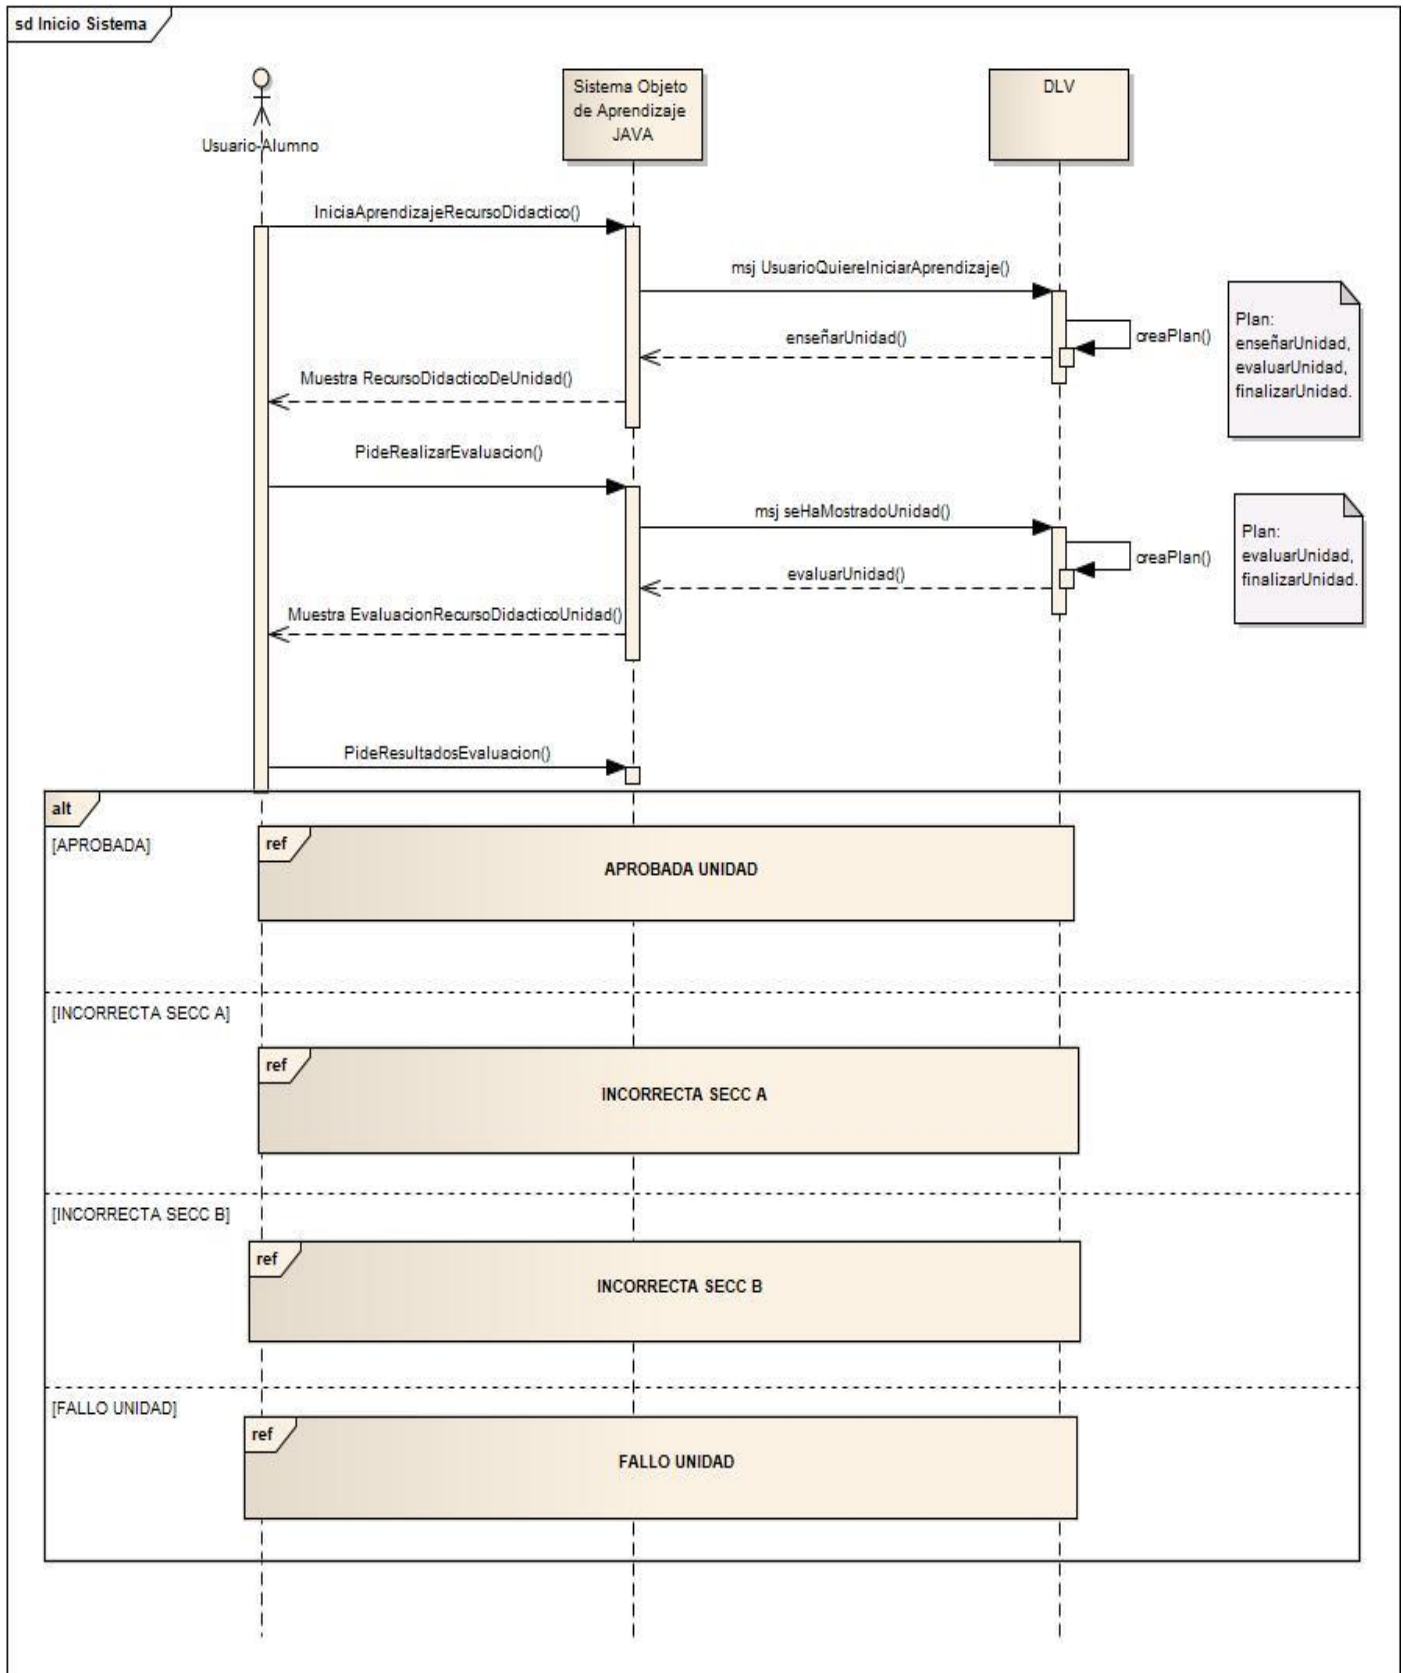 sd Inicio Sistema
Sistema Objeto
de Aprendizaje
JAVA
DLV
Usuario-Alumno
IniciaAprendizajeRecursoDidactico()
msj UsuarioQuiereIniciarAprendizaje()
creaPlan()
Plan:
enseñarUnidad,
evaluarUnidad,
finalizarUnidad.
enseñarUnidad()
Muestra RecursoDidacticoDeUnidad()
PideRealizarEvaluacion()
msj seHaMostradoUnidad()
creaPlan()
Plan:
evaluarUnidad,
finalizarUnidad.
evaluarUnidad()
Muestra EvaluacionRecursoDidacticoUnidad()
PideResultadosEvaluacion()
alt
[APROBADA]
ref
APROBADA UNIDAD
[INCORRECTA SECC A]
ref
INCORRECTA SECC A
[INCORRECTA SECC B]
ref
INCORRECTA SECC B
[FALLO UNIDAD]
ref
FALLO UNIDAD